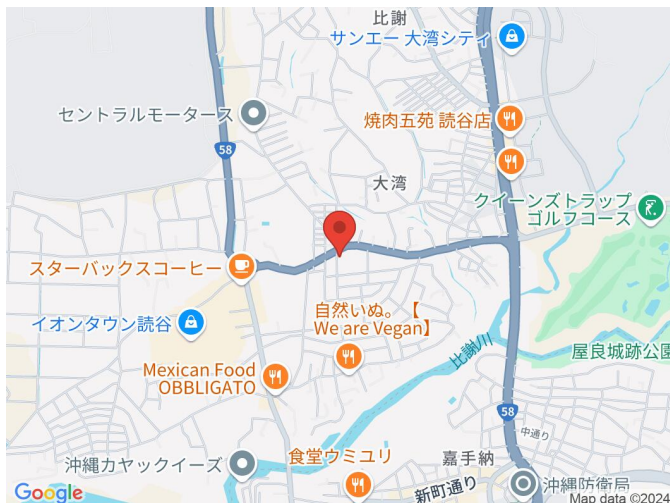 比謝
サンエー 大湾シティ
セントラルモータース
58
焼肉五苑 読谷店
58
大湾
クイーンズトラップ
ゴルフコース
スターバックスコーヒー
自然いぬ。【
We are Vegan】
イオンタウン読谷
比謝川
屋良城跡公園
Mexican Food
OBBLIGATO
58
中通り
嘉手納
食堂ウミユリ
沖縄カヤックイーズ
新町通り
沖縄防衛局
Google
Map data ©2024